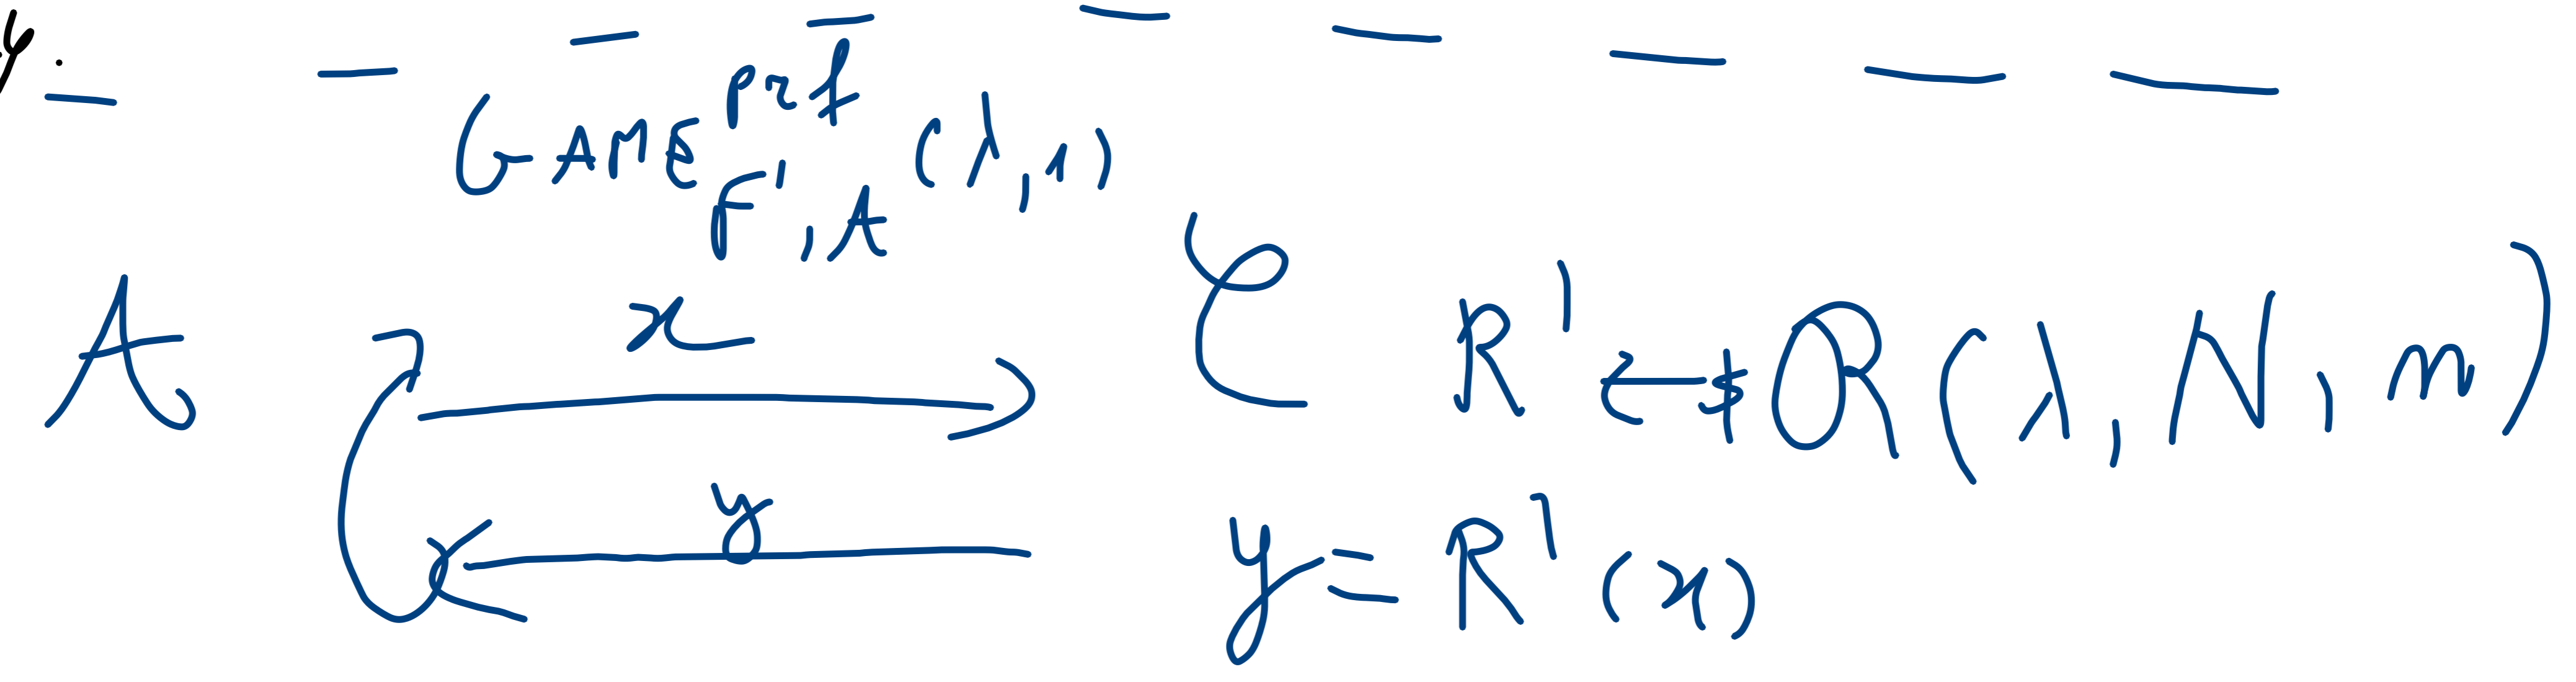 GAME^{prf}_{F',A} (λ,1)
A x C R' ←$ R(λ, N, n)
y y = R'(x)